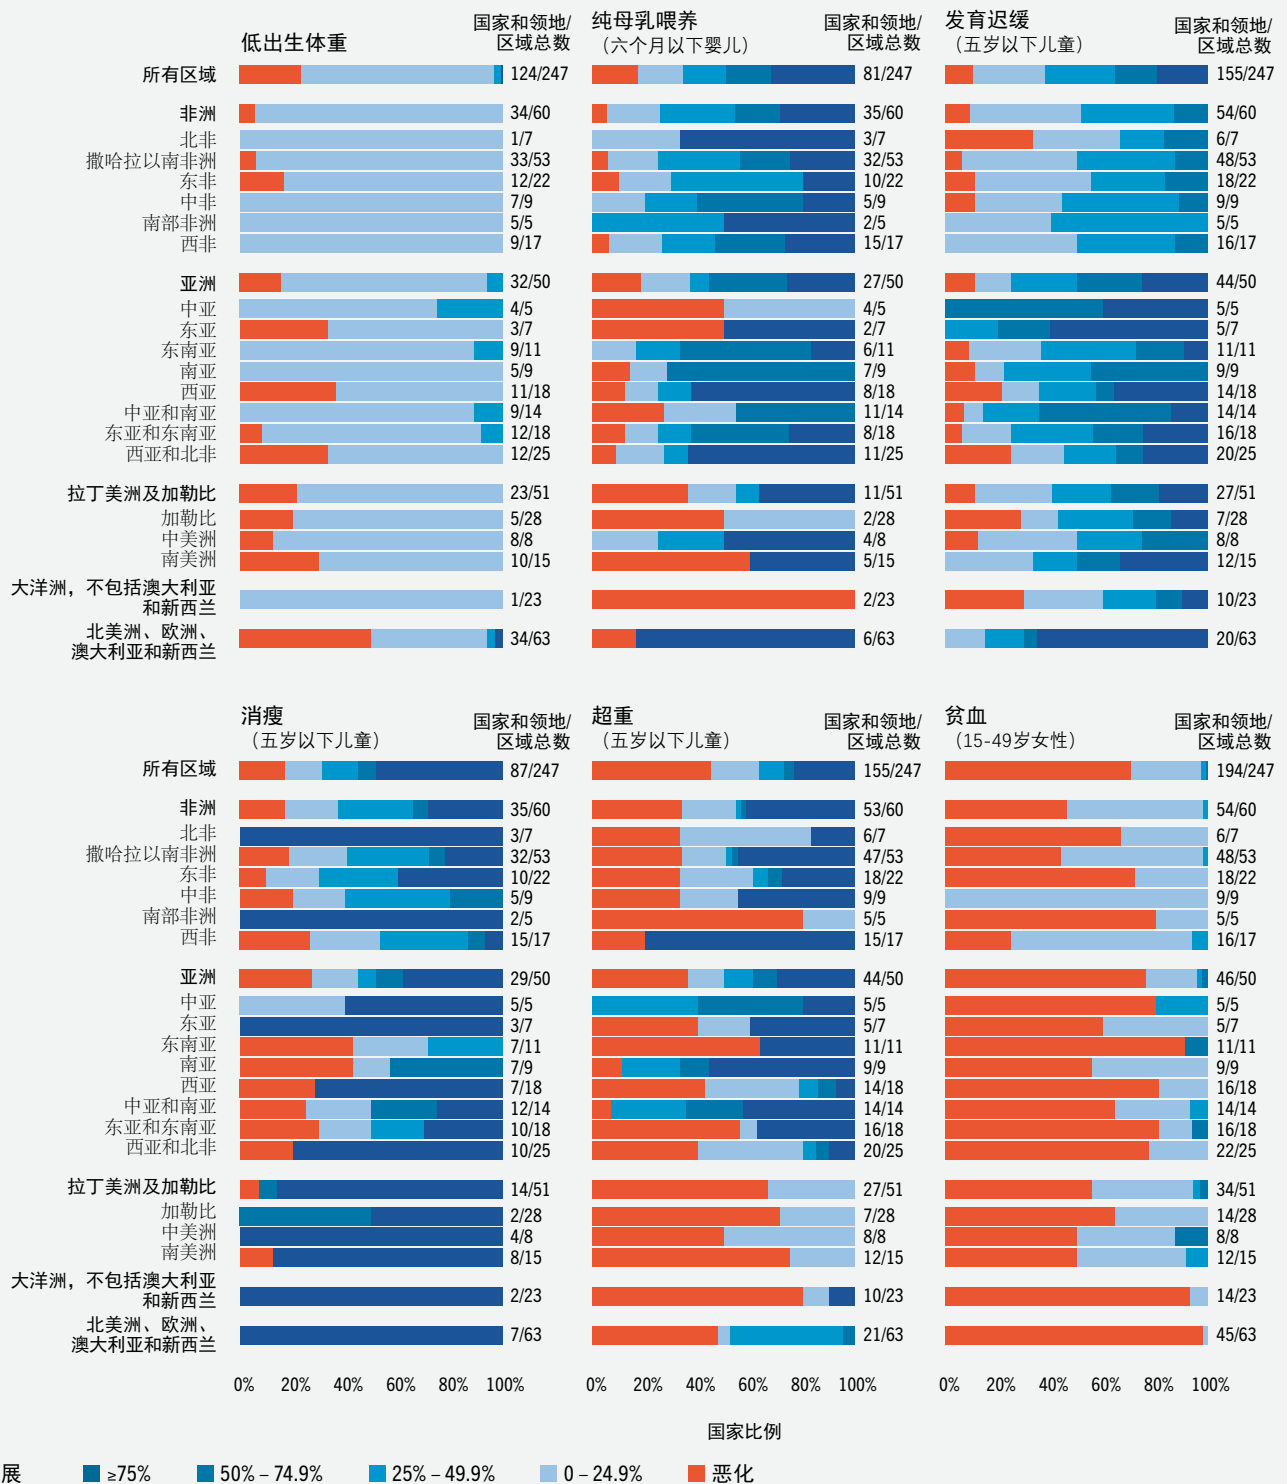 低出生体重
国家和领地/
区域总数
纯母乳喂养
（六个月以下婴儿）
国家和领地/
区域总数
发育迟缓
（五岁以下儿童）
国家和领地/
区域总数
所有区域 124/247 81/247 155/247
非洲 34/60 35/60 54/60
北非 1/7 3/7 6/7
撒哈拉以南非洲 33/53 32/53 48/53
东非 12/22 10/22 18/22
中非 7/9 5/9 9/9
南部非洲 5/5 2/5 5/5
西非 9/17 15/17 16/17
亚洲 32/50 27/50 44/50
中亚 4/5 4/5 5/5
东亚 3/7 2/7 5/7
东南亚 9/11 6/11 11/11
南亚 5/9 7/9 9/9
西亚 11/18 8/18 14/18
中亚和南亚 9/14 11/14 14/14
东亚和东南亚 12/18 8/18 16/18
西亚和北非 12/25 11/25 20/25
拉丁美洲及加勒比 23/51 11/51 27/51
加勒比 5/28 2/28 7/28
中美洲 8/8 4/8 8/8
南美洲 10/15 5/15 12/15
大洋洲，不包括澳大利亚
和新西兰 1/23 2/23 10/23
北美洲、欧洲、
澳大利亚和新西兰 34/63 6/63 20/63
消瘦
（五岁以下儿童）
国家和领地/
区域总数
超重
（五岁以下儿童）
国家和领地/
区域总数
贫血
（15-49岁女性）
国家和领地/
区域总数
所有区域 87/247 155/247 194/247
非洲 35/60 53/60 54/60
北非 3/7 6/7 6/7
撒哈拉以南非洲 32/53 47/53 48/53
东非 10/22 18/22 18/22
中非 5/9 9/9 9/9
南部非洲 2/5 5/5 5/5
西非 15/17 15/17 16/17
亚洲 29/50 44/50 46/50
中亚 5/5 5/5 5/5
东亚 3/7 5/7 5/7
东南亚 7/11 11/11 11/11
南亚 7/9 9/9 9/9
西亚 7/18 14/18 16/18
中亚和南亚 12/14 14/14 14/14
东亚和东南亚 10/18 16/18 16/18
西亚和北非 10/25 20/25 22/25
拉丁美洲及加勒比 14/51 27/51 34/51
加勒比 2/28 7/28 14/28
中美洲 4/8 8/8 8/8
南美洲 8/15 12/15 12/15
大洋洲，不包括澳大利亚
和新西兰 2/23 10/23 14/23
北美洲、欧洲、
澳大利亚和新西兰 7/63 21/63 45/63
0% 20% 40% 60% 80% 100% 0% 20% 40% 60% 80% 100% 0% 20% 40% 60% 80% 100%
国家比例
展 ≥75% 50% – 74.9% 25% – 49.9% 0 – 24.9% 恶化